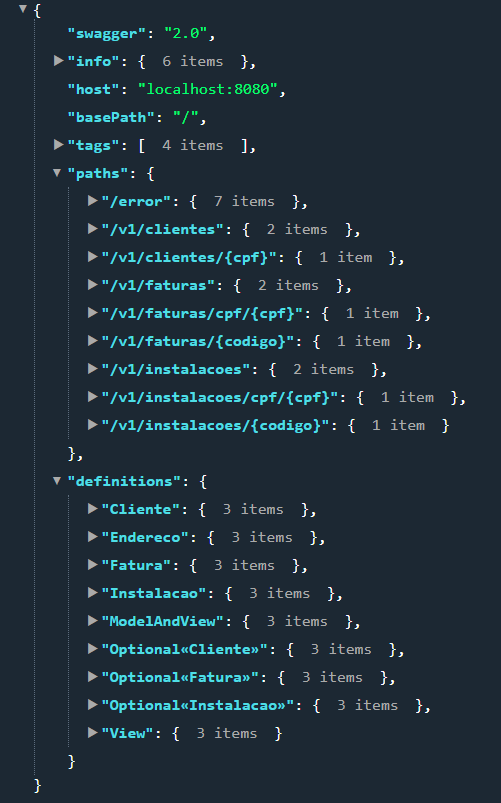 {
"swagger": "2.0",
"info": { 6 items },
"host": "localhost:8080",
"basePath": "/",
"tags": [ 4 items ],
"paths": {
"/error": { 7 items },
"/v1/clientes": { 2 items },
"/v1/clientes/{cpf}": { 1 item },
"/v1/faturas": { 2 items },
"/v1/faturas/cpf/{cpf}": { 1 item },
"/v1/faturas/{codigo}": { 1 item },
"/v1/instalacoes": { 2 items },
"/v1/instalacoes/cpf/{cpf}": { 1 item },
"/v1/instalacoes/{codigo}": { 1 item }
},
"definitions": {
"Cliente": { 3 items },
"Endereco": { 3 items },
"Fatura": { 3 items },
"Instalacao": { 3 items },
"ModelAndView": { 3 items },
"Optional«Cliente»": { 3 items },
"Optional«Fatura»": { 3 items },
"Optional«Instalacao»": { 3 items },
"View": { 3 items }
}
}